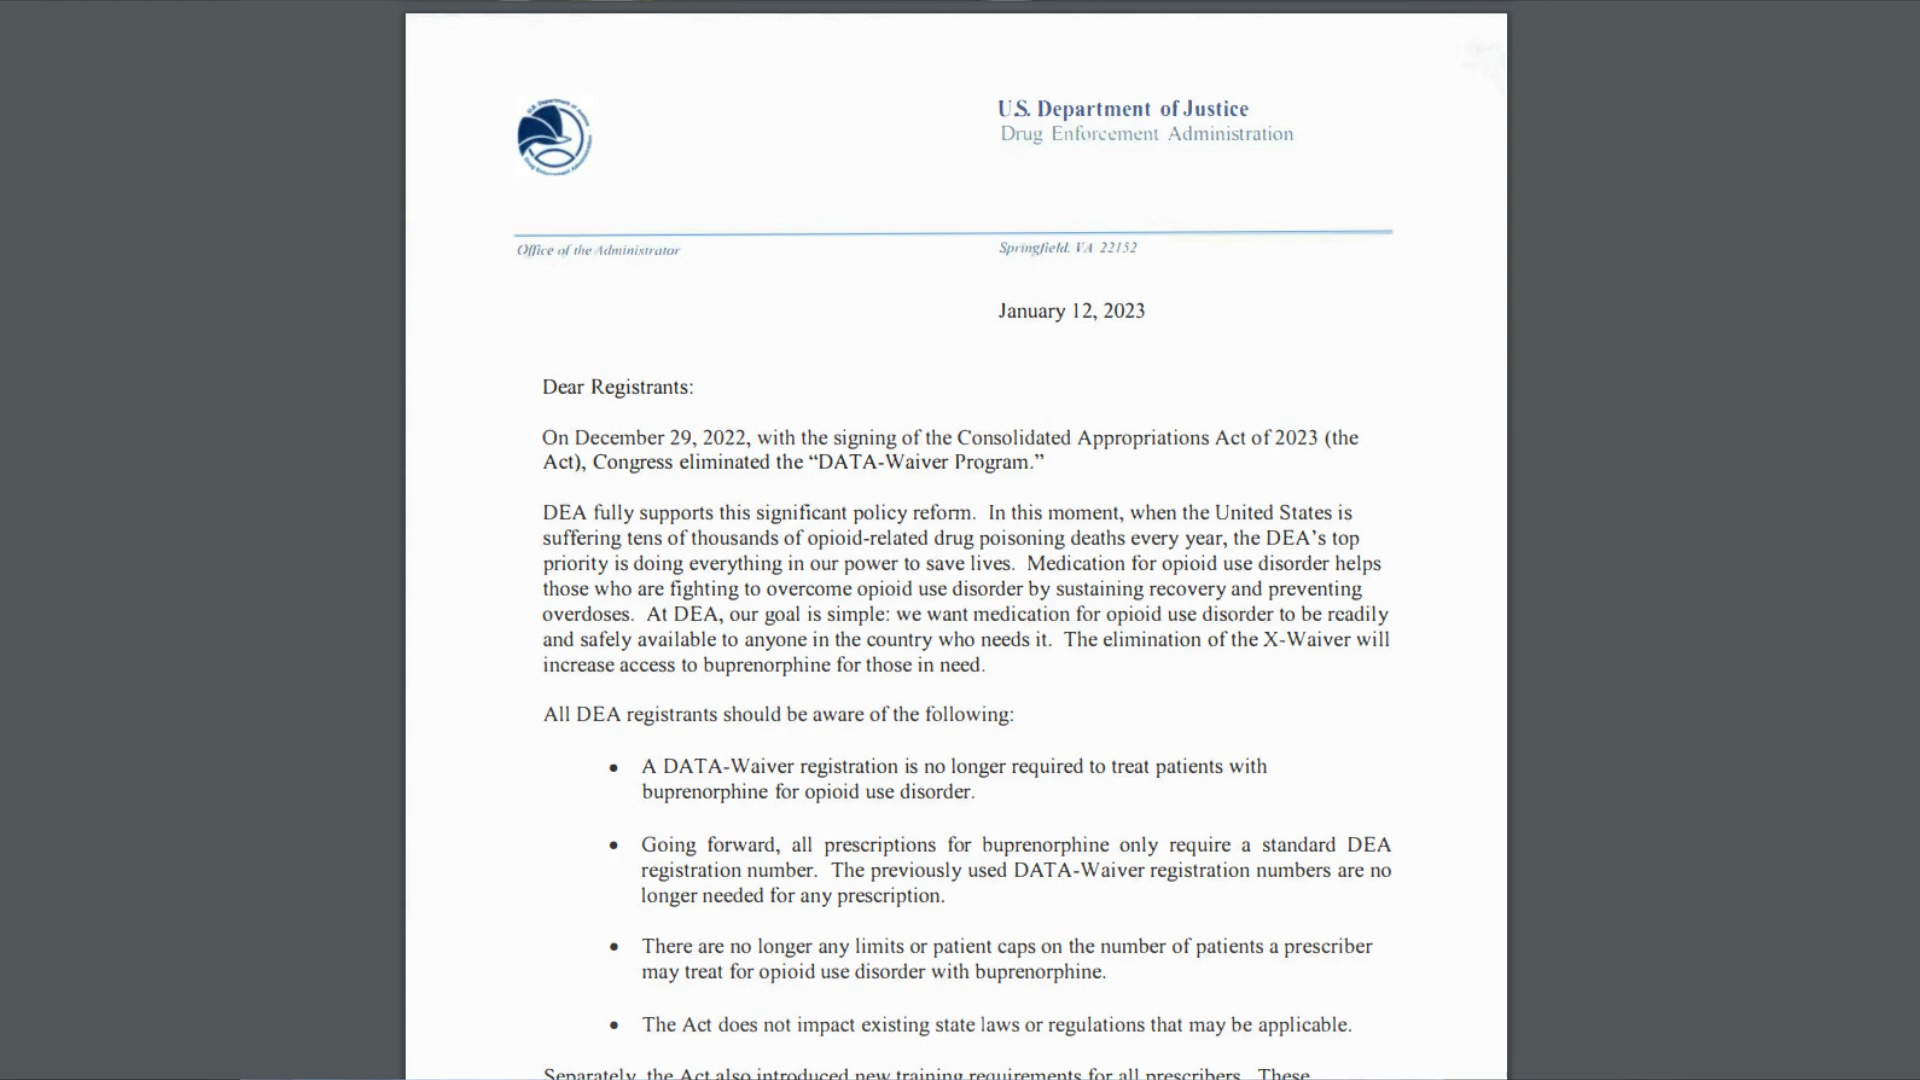 U.S. Department of Justice
Drug Enforcement Administration
Office of the Administrator
Springfield, VA 22152
January 12, 2023
Dear Registrants:
On December 29, 2022, with the signing of the Consolidated Appropriations Act of 2023 (the
Act), Congress eliminated the “DATA-Waiver Program.”
DEA fully supports this significant policy reform. In this moment, when the United States is
suffering tens of thousands of opioid-related drug poisoning deaths every year, the DEA’s top
priority is doing everything in our power to save lives. Medication for opioid use disorder helps
those who are fighting to overcome opioid use disorder by sustaining recovery and preventing
overdoses. At DEA, our goal is simple: we want medication for opioid use disorder to be readily
and safely available to anyone in the country who needs it. The elimination of the X-Waiver will
increase access to buprenorphine for those in need.
All DEA registrants should be aware of the following:
• A DATA-Waiver registration is no longer required to treat patients with
buprenorphine for opioid use disorder.
• Going forward, all prescriptions for buprenorphine only require a standard DEA
registration number. The previously used DATA-Waiver registration numbers are no
longer needed for any prescription.
• There are no longer any limits or patient caps on the number of patients a prescriber
may treat for opioid use disorder with buprenorphine.
• The Act does not impact existing state laws or regulations that may be applicable.
Separately, the Act also introduced new training requirements for all prescribers. These